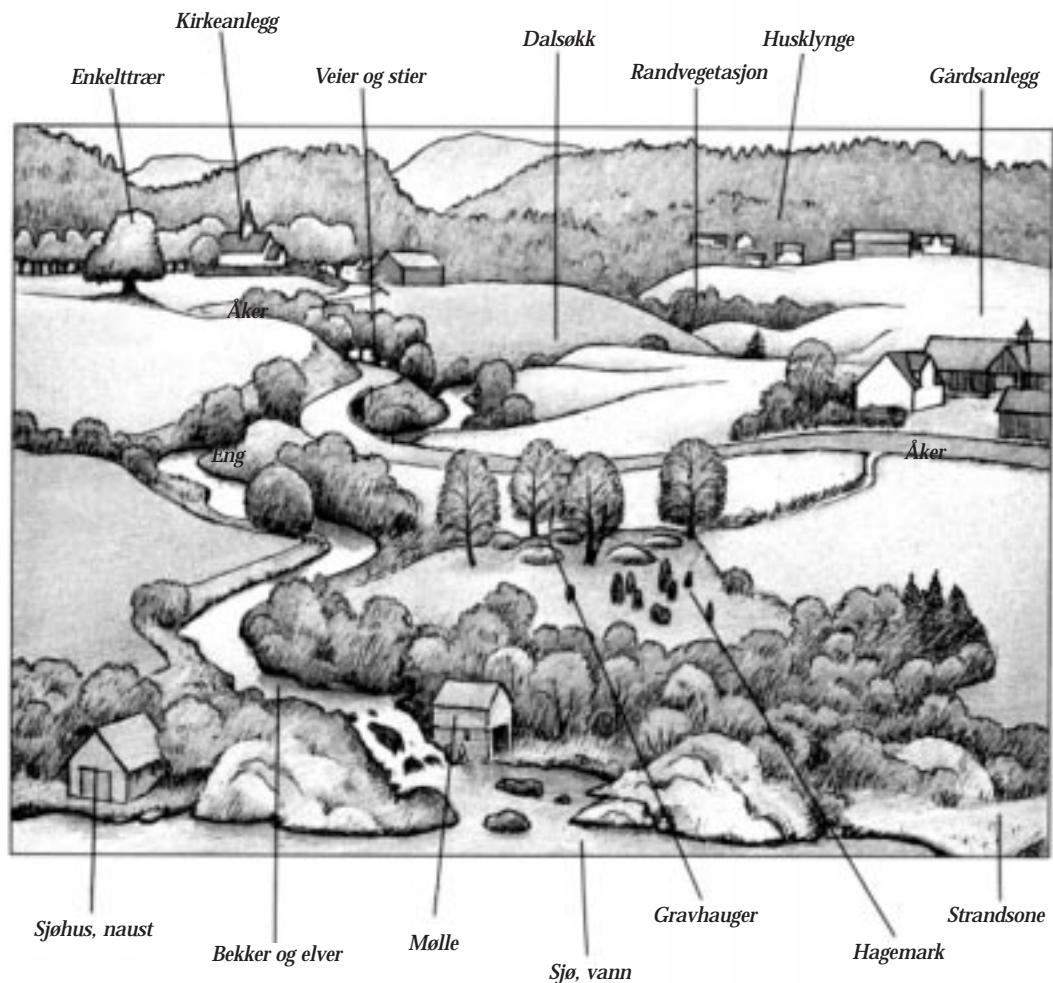 Kirkeanlegg
Dalsøkk
Husklynge
Enkelttrær
Veier og stier
Randvegetasjon
Gårdsanlegg
Åker
Eng
Åker
Sjøhus, naust
Bekker og elver
Mølle
Sjø, vann
Gravhauger
Hagemark
Strandsone